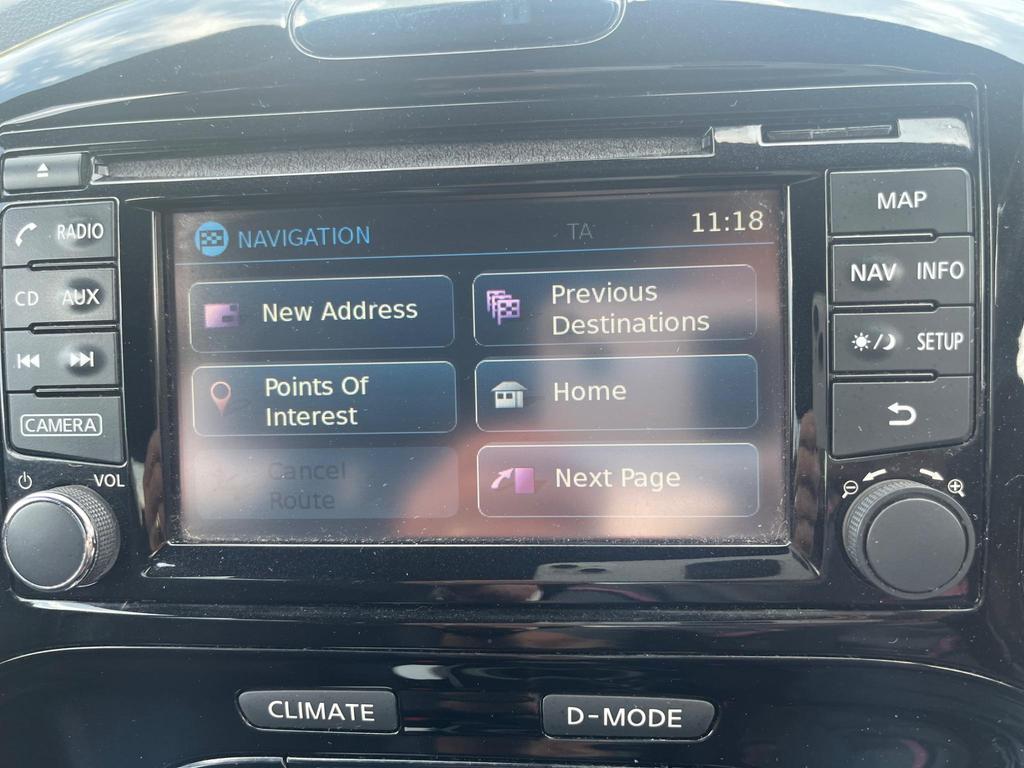 MAP
11:18
TA
NAVIGATION
RADIO
NAV INFO
CD AUX
New Address
Previous
Destinations
SETUP
Points Of
Interest
Home
CAMERA
Cancel
Route
Next Page
VOL
CLIMATE
D-MODE